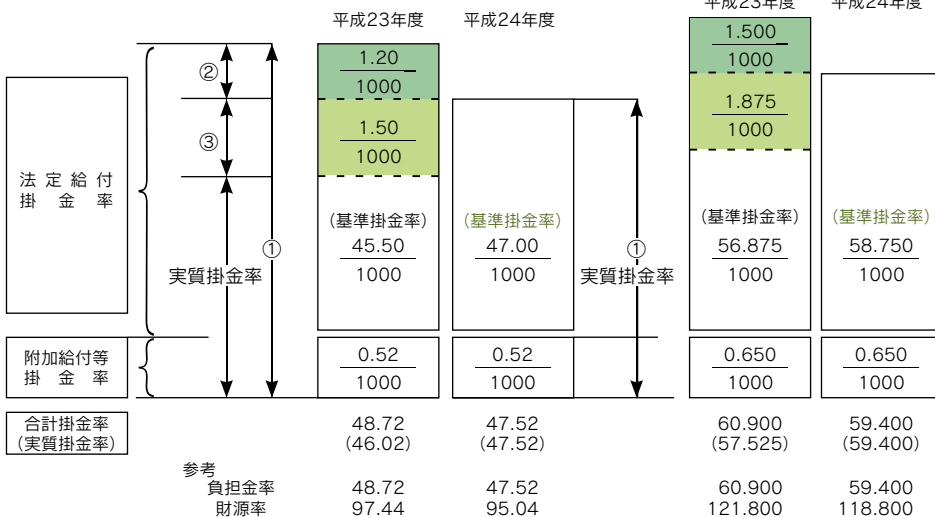 平成23年度 平成24年度 平成23年度 平成24年度
1.20
1000
1.50
1000
(基準掛金率)
45.50
1000
(基準掛金率)
47.00
1000
1.500
1000
1.875
1000
(基準掛金率)
56.875
1000
(基準掛金率)
58.750
1000
②
③
①
実質掛金率
①
実質掛金率
法定給付
掛金率
附加給付等
掛金率
0.52
1000
0.52
1000
0.650
1000
0.650
1000
合計掛金率 48.72 47.52 60.900 59.400
(実質掛金率) (46.02) (47.52) (57.525) (59.400)
参考
負担金率 48.72 47.52 60.900 59.400
財源率 97.44 95.04 121.800 118.800